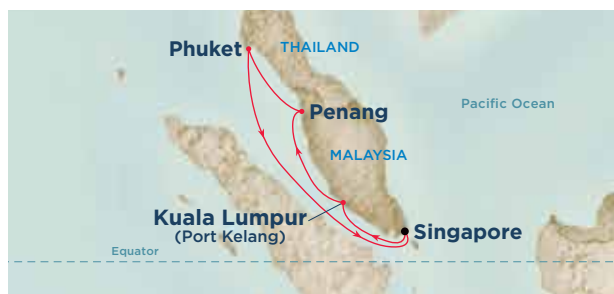 Phuket
THAILAND
Penang
Pacific Ocean
MALAYSIA
Kuala Lumpur
(Port Kelang)
Singapore
Equator